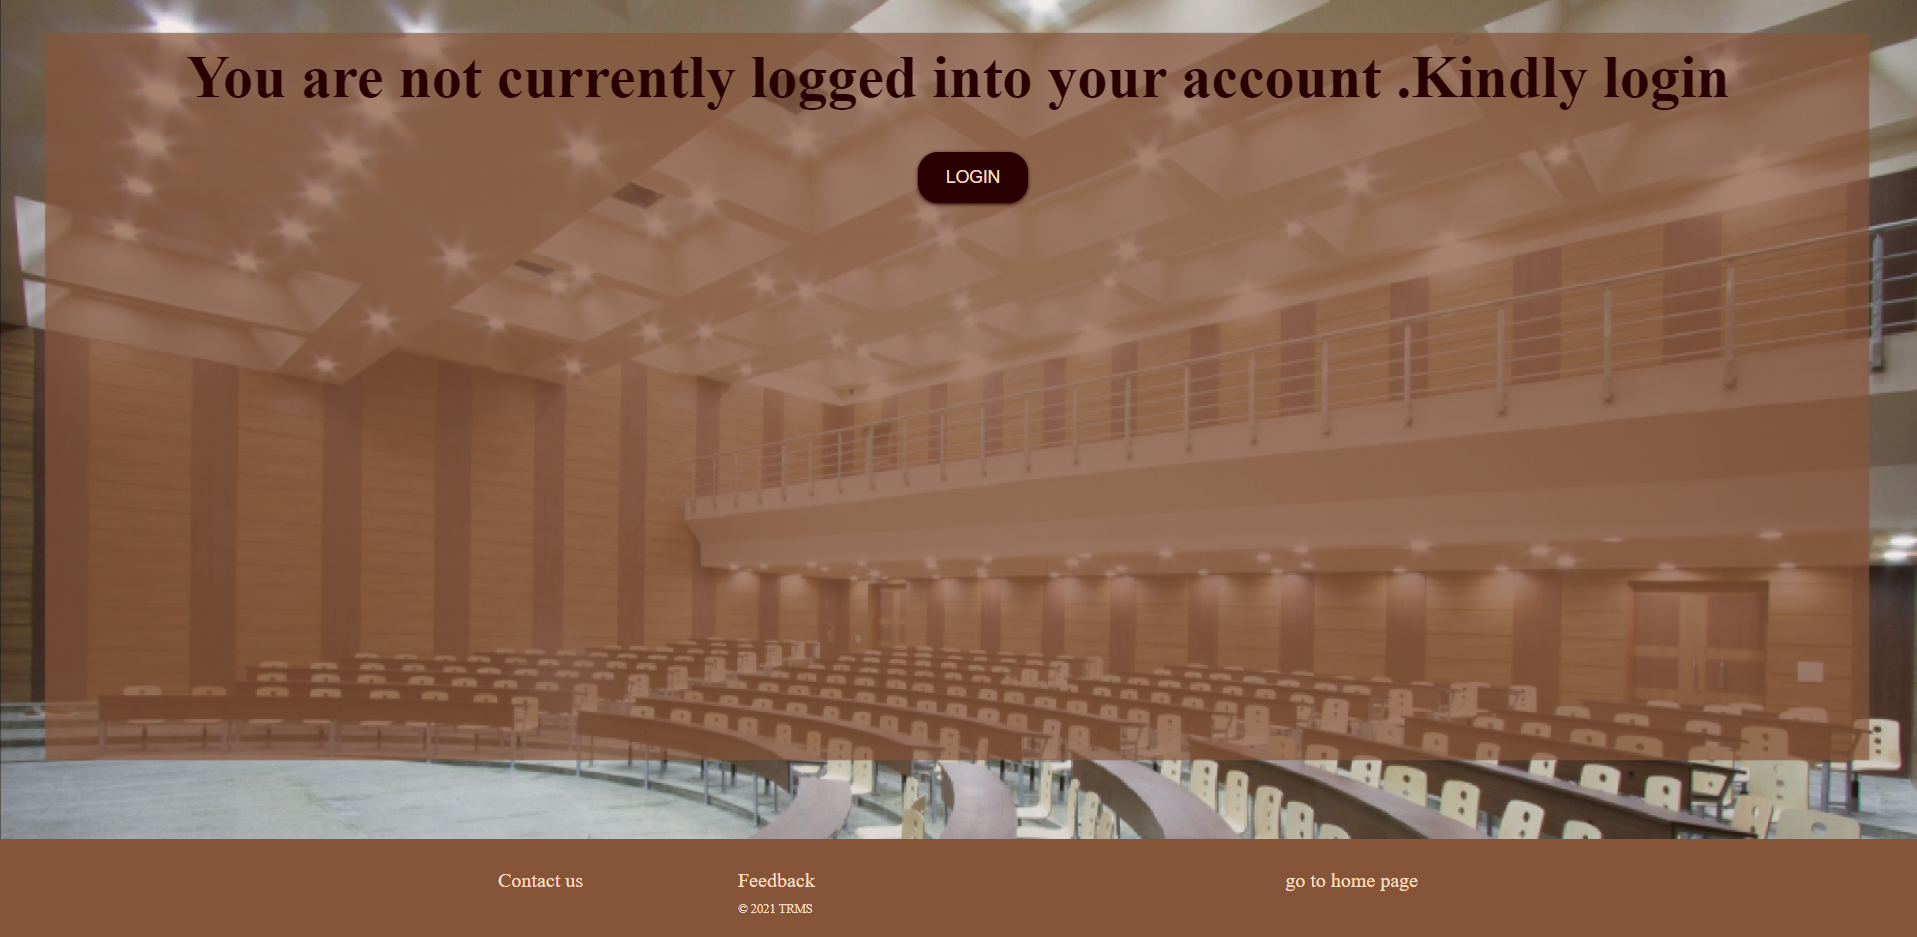 You are not currently logged into your account .Kindly login
LOGIN
Contact us
Feedback
go to home page
© 2021 TRMS